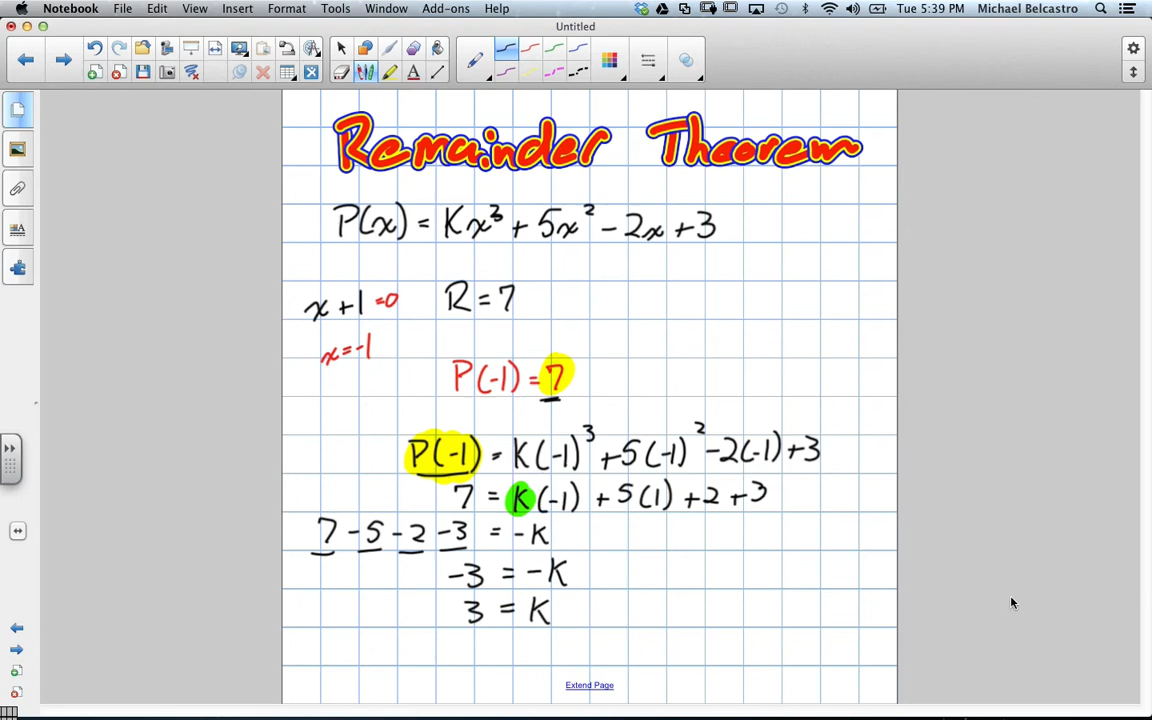 Notebook File Edit View Insert Format Tools Window Add-ons Help Tue 5:39 PM Michael Belcastro
Untitled
Remainder Theorem
P(x) = Kx³ + 5x² - 2x + 3
x + 1 = 0 R = 7
x = -1
P(-1) = 7
P(-1) = K(-1)³ + 5(-1)² - 2(-1) + 3
7 = K(-1) + 5(1) + 2 + 3
7 - 5 - 2 - 3 = -K
-3 = -K
3 = K
Extend Page